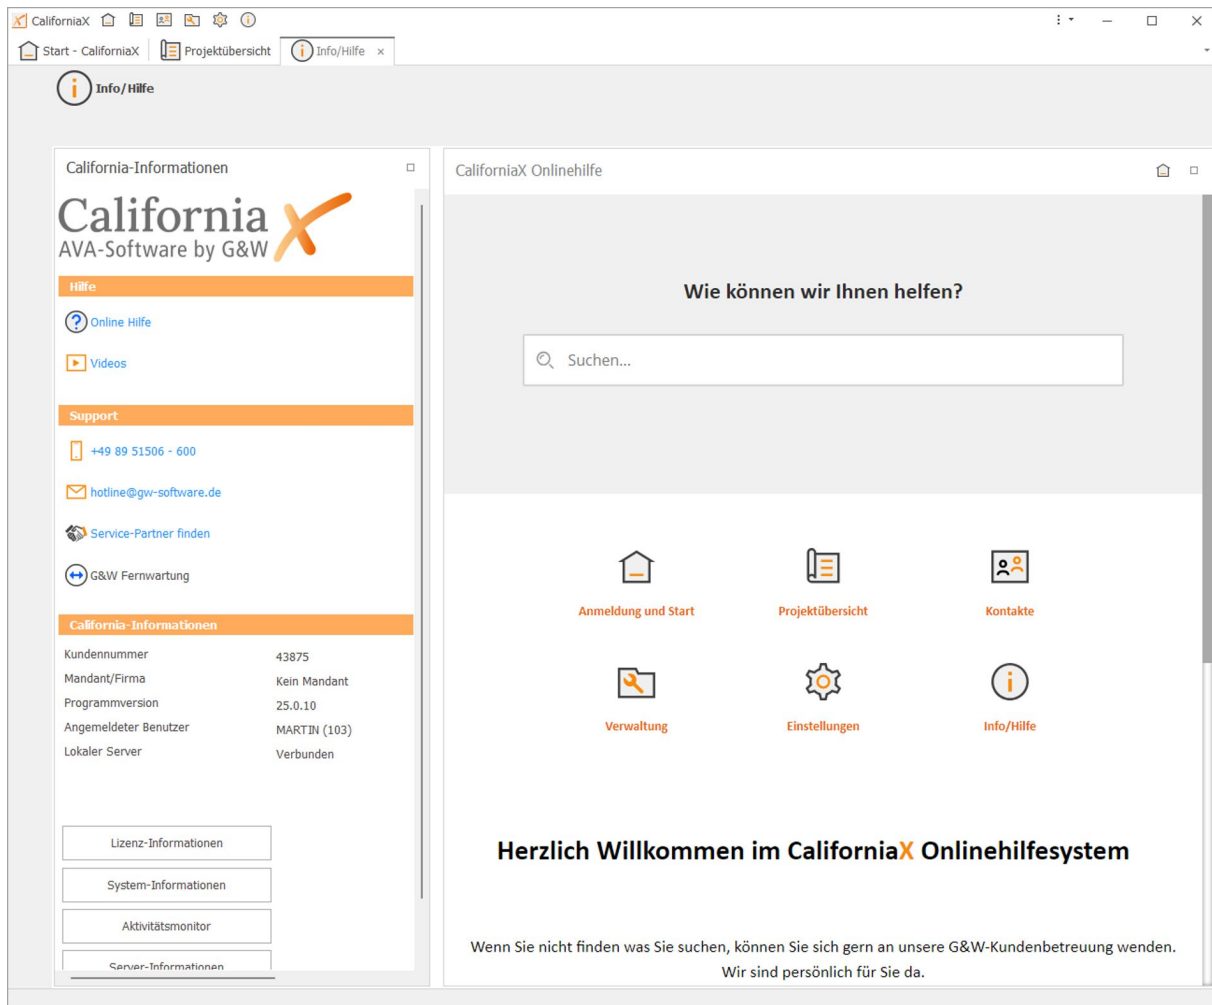 CaliforniaX
Start - CaliforniaX
Projektübersicht
Info/Hilfe
Info/Hilfe
California-Informationen
California X
AVA-Software by G&W
Hilfe
Online Hilfe
Videos
Support
+49 89 51506 - 600
hotline@gw-software.de
Service-Partner finden
G&W Fernwartung
California-Informationen
Kundennummer 43875
Mandant/Firma Kein Mandant
Programmversion 25.0.10
Angemeldeter Benutzer MARTIN (103)
Lokaler Server Verbunden
Lizenz-Informationen
System-Informationen
Aktivitätsmonitor
Server-Informationen
CaliforniaX Onlinehilfe
Wie können wir Ihnen helfen?
Suchen...
Anmeldung und Start
Projektübersicht
Kontakte
Verwaltung
Einstellungen
Info/Hilfe
Herzlich Willkommen im CaliforniaX Onlinehilfesystem
Wenn Sie nicht finden was Sie suchen, können Sie sich gern an unsere G&W-Kundenbetreuung wenden.
Wir sind persönlich für Sie da.